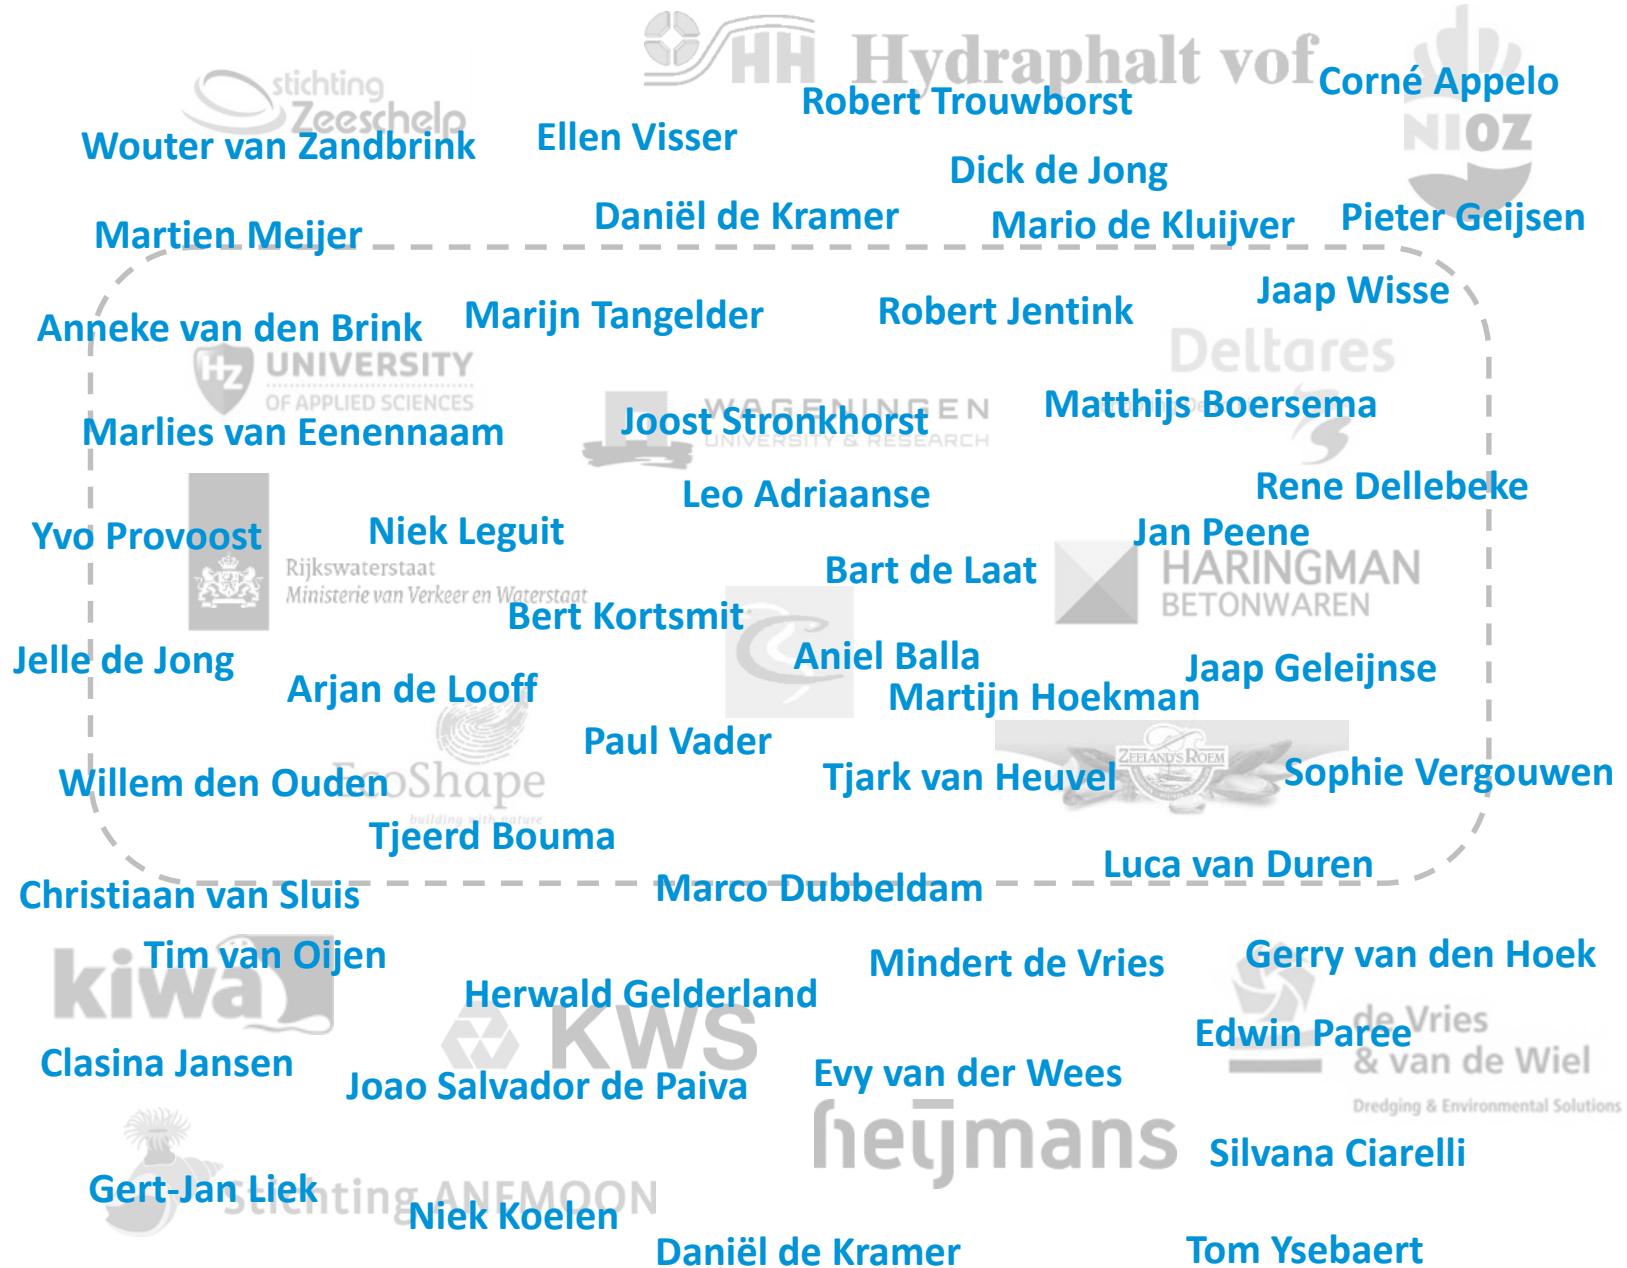 Hydraphalt vof
HH
stichting
Zeeschelp
Corné Appelo
Robert Trouwborst
Ellen Visser
Wouter van Zandbrink
NIOZ
Dick de Jong
Daniël de Kramer
Mario de Kluijver
Pieter Geijsen
Martien Meijer
Jaap Wisse
Marijn Tangelder
Robert Jentink
Anneke van den Brink
Deltares
HZ UNIVERSITY
OF APPLIED SCIENCES
WAGENINGEN
UNIVERSITY & RESEARCH
Matthijs Boersema
Joost Stronkhorst
Marlies van Eenennaam
Leo Adriaanse
Rene Dellebeke
Yvo Provoost
Niek Leguit
Jan Peene
Rijkswaterstaat
Ministerie van Verkeer en Waterstaat
Bart de Laat
HARINGMAN
BETONWAREN
Bert Kortsmit
Jelle de Jong
Aniel Balla
Jaap Geleijnse
Arjan de Looff
Martijn Hoekman
Paul Vader
ZEELAND'S ROEM
Willem den Ouden
EcoShape
building with nature
Tjark van Heuvel
Sophie Vergouwen
Tjeerd Bouma
Luca van Duren
Christiaan van Sluis
Marco Dubbeldam
Tim van Oijen
kiwa
Mindert de Vries
Gerry van den Hoek
Herwald Gelderland
KWS
Edwin Paree
de Vries
& van de Wiel
Dredging & Environmental Solutions
Clasina Jansen
Joao Salvador de Paiva
Evy van der Wees
heijmans
Silvana Ciarelli
Gert-Jan Liek
Stichting ANEMOON
Niek Koelen
Daniël de Kramer
Tom Ysebaert